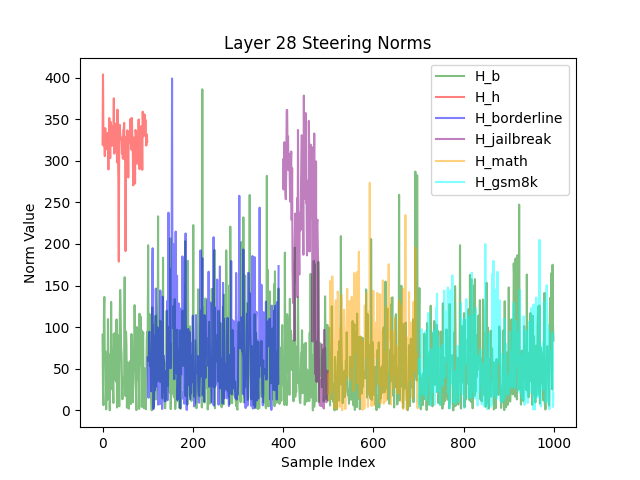 Layer 28 Steering Norms
Norm Value
400
350
300
250
200
150
100
50
0
H_b
H_h
H_borderline
H_jailbreak
H_math
H_gsm8k
0
200
400
600
800
1000
Sample Index